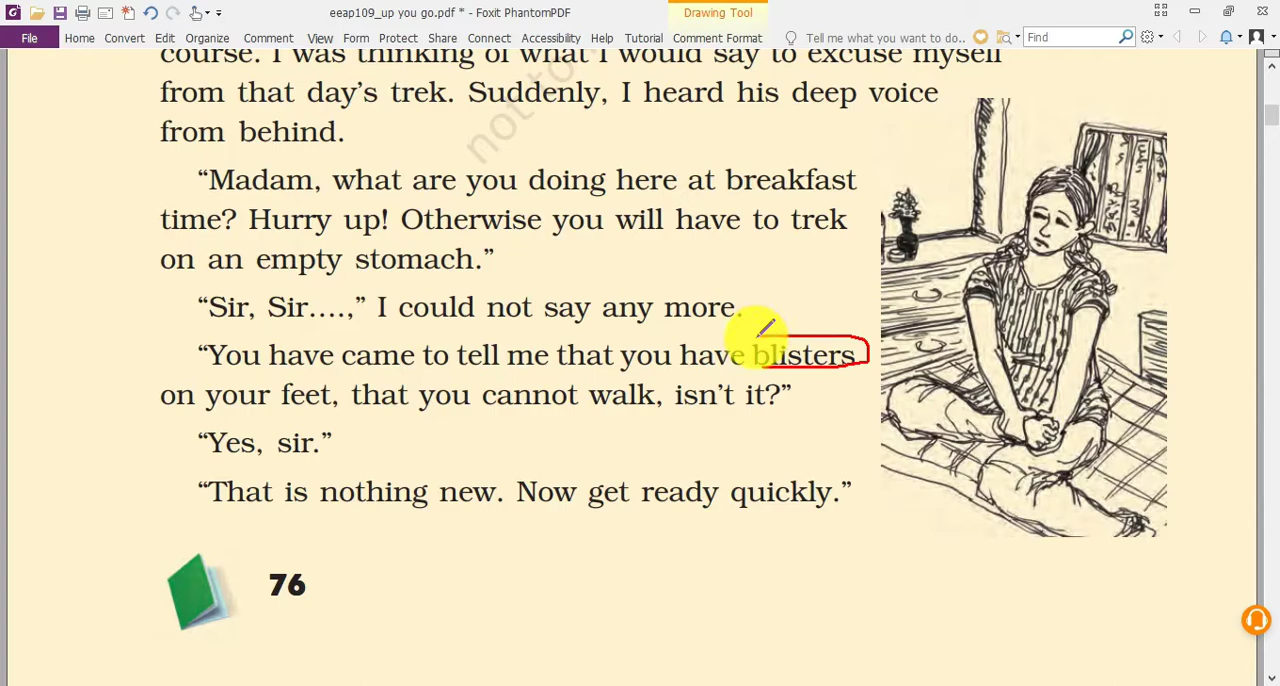 eeap109_up you go.pdf * - Foxit PhantomPDF
Drawing Tool
File Home Convert Edit Organize Comment View Form Protect Share Connect Accessibility Help Tutorial Comment Format Tell me what you want to do.. Find
course. I was thinking of what I would say to excuse myself
from that day's trek. Suddenly, I heard his deep voice
from behind.
“Madam, what are you doing here at breakfast
time? Hurry up! Otherwise you will have to trek
on an empty stomach.”
“Sir, Sir....,” I could not say any more.
“You have came to tell me that you have blisters
on your feet, that you cannot walk, isn't it?”
“Yes, sir.”
“That is nothing new. Now get ready quickly.”
76
not to